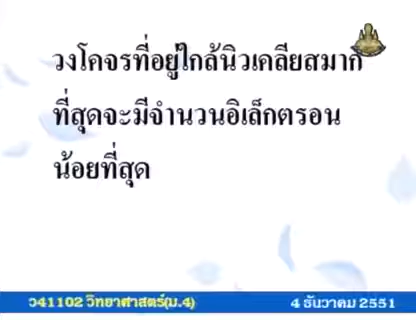 วงโคจรที่อยู่ใกล้นิวเคลียสมาก
ที่สุดจะมีจำนวนอิเล็กตรอน
น้อยที่สุด
ว41102 วิทยาศาสตร์(ม.4)
4 ธันวาคม 2551